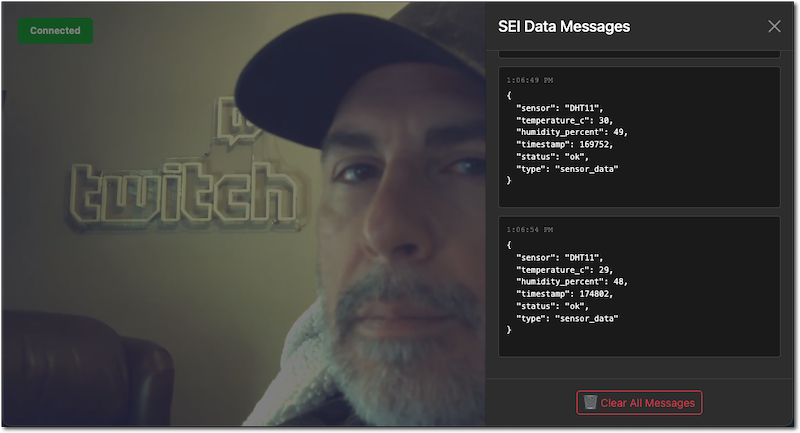 Connected
twitch
SEI Data Messages
1:06:49 PM
{
"sensor": "DHT11",
"temperature_c": 30,
"humidity_percent": 49,
"timestamp": 169752,
"status": "ok",
"type": "sensor_data"
}
1:06:54 PM
{
"sensor": "DHT11",
"temperature_c": 29,
"humidity_percent": 48,
"timestamp": 174802,
"status": "ok",
"type": "sensor_data"
}
Clear All Messages